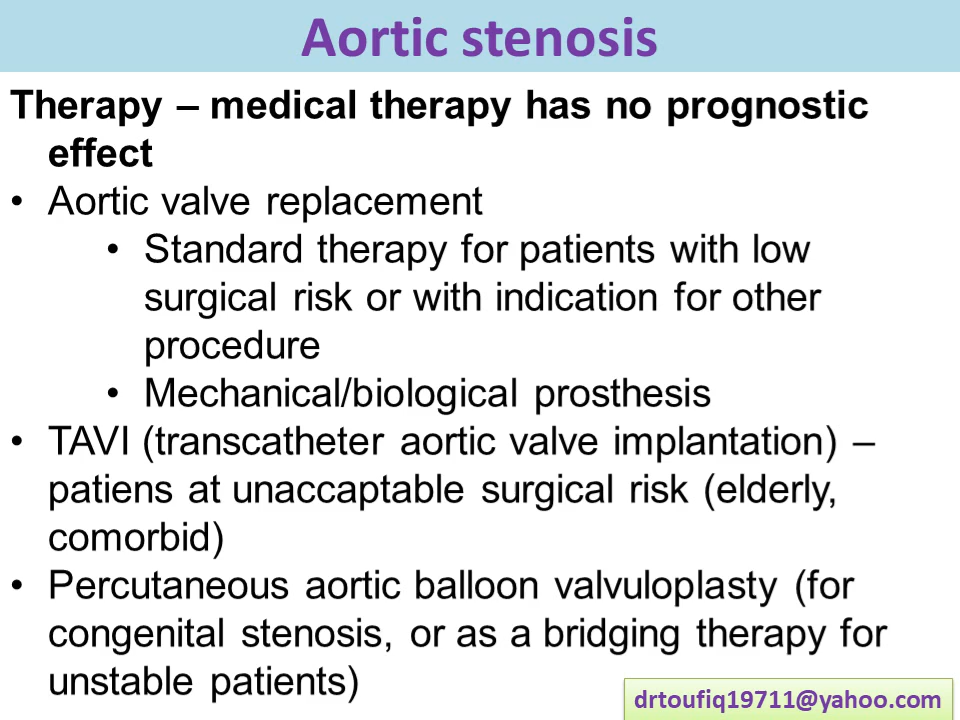 Aortic stenosis
Therapy – medical therapy has no prognostic
effect
• Aortic valve replacement
• Standard therapy for patients with low
surgical risk or with indication for other
procedure
• Mechanical/biological prosthesis
• TAVI (transcatheter aortic valve implantation) –
patiens at unaccaptable surgical risk (elderly,
comorbid)
• Percutaneous aortic balloon valvuloplasty (for
congenital stenosis, or as a bridging therapy for
unstable patients)
drtoufiq19711@yahoo.com